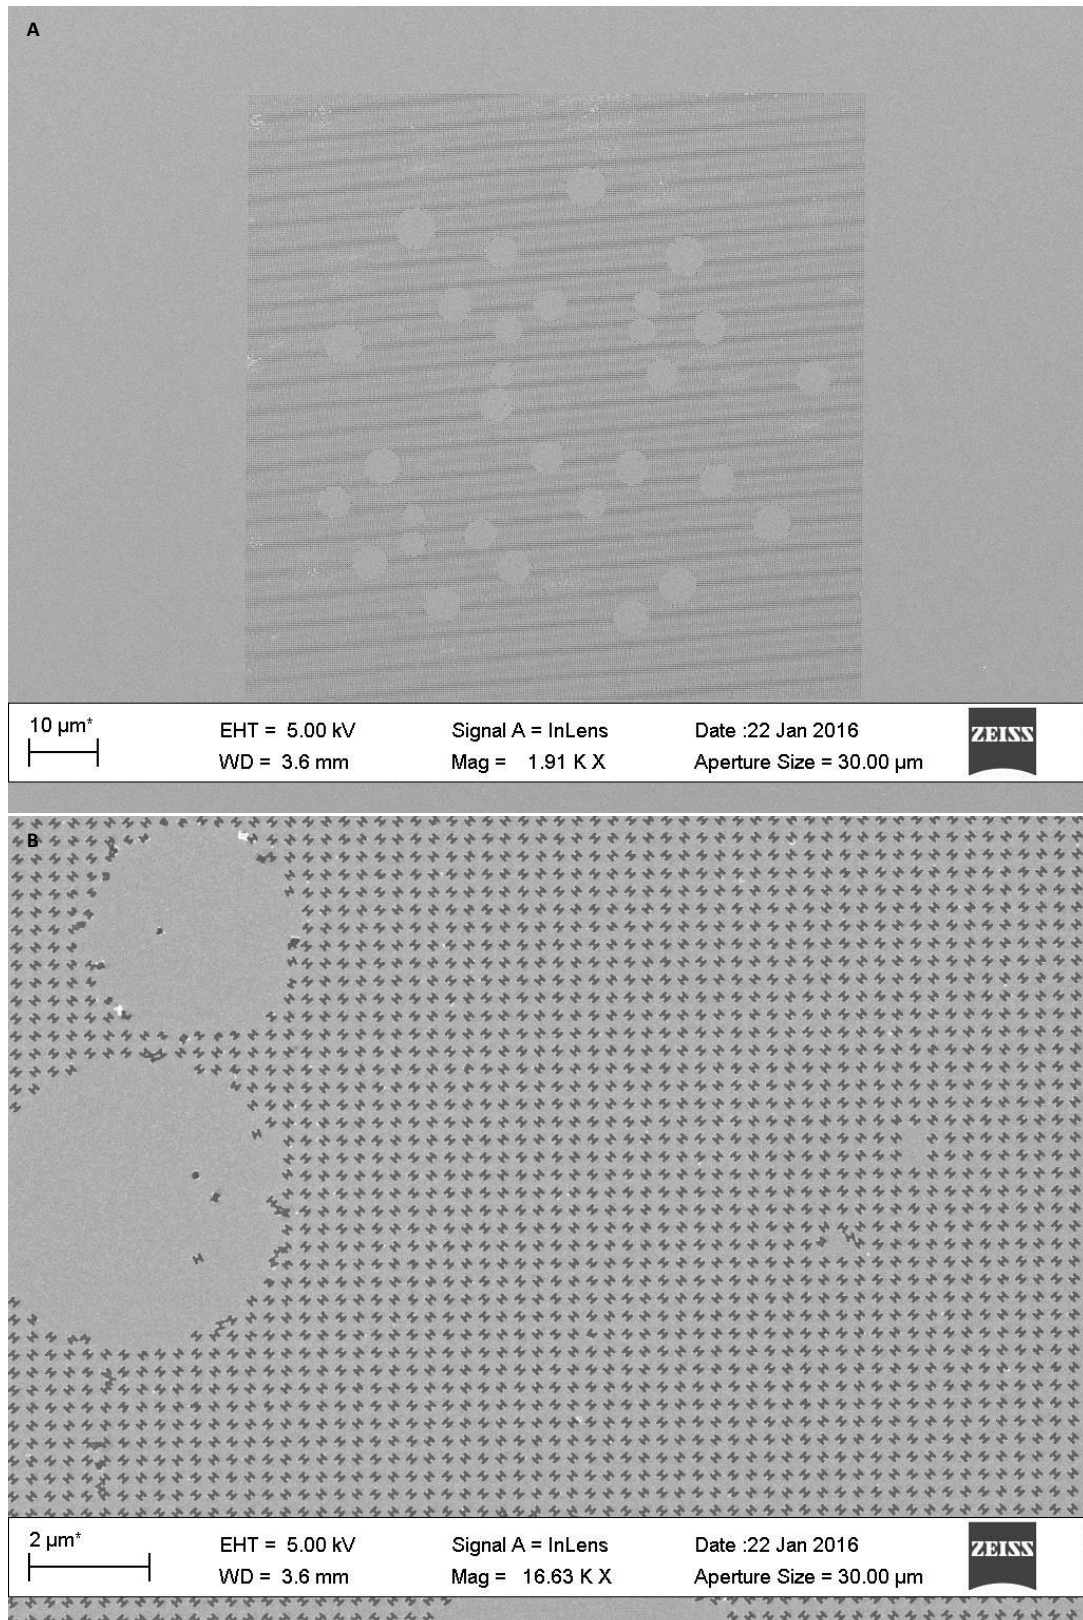 A
10 µm*
EHT = 5.00 kV
Signal A = InLens
Date :22 Jan 2016
ZEISS
WD = 3.6 mm
Mag = 1.91 K X
Aperture Size = 30.00 µm
B
2 µm*
EHT = 5.00 kV
Signal A = InLens
Date :22 Jan 2016
ZEISS
WD = 3.6 mm
Mag = 16.63 K X
Aperture Size = 30.00 µm